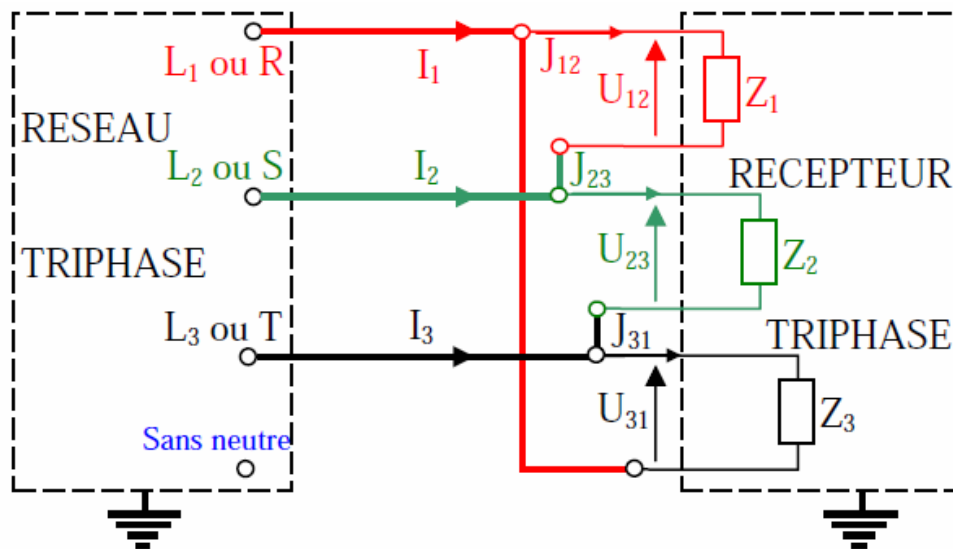 L₁ ou R
I₁
J₁₂
U₁₂
Z₁
RESEAU
L₂ ou S
I₂
J₂₃
RECEPTEUR
U₂₃
Z₂
TRIPHASE
L₃ ou T
I₃
J₃₁
TRIPHASE
U₃₁
Z₃
Sans neutre